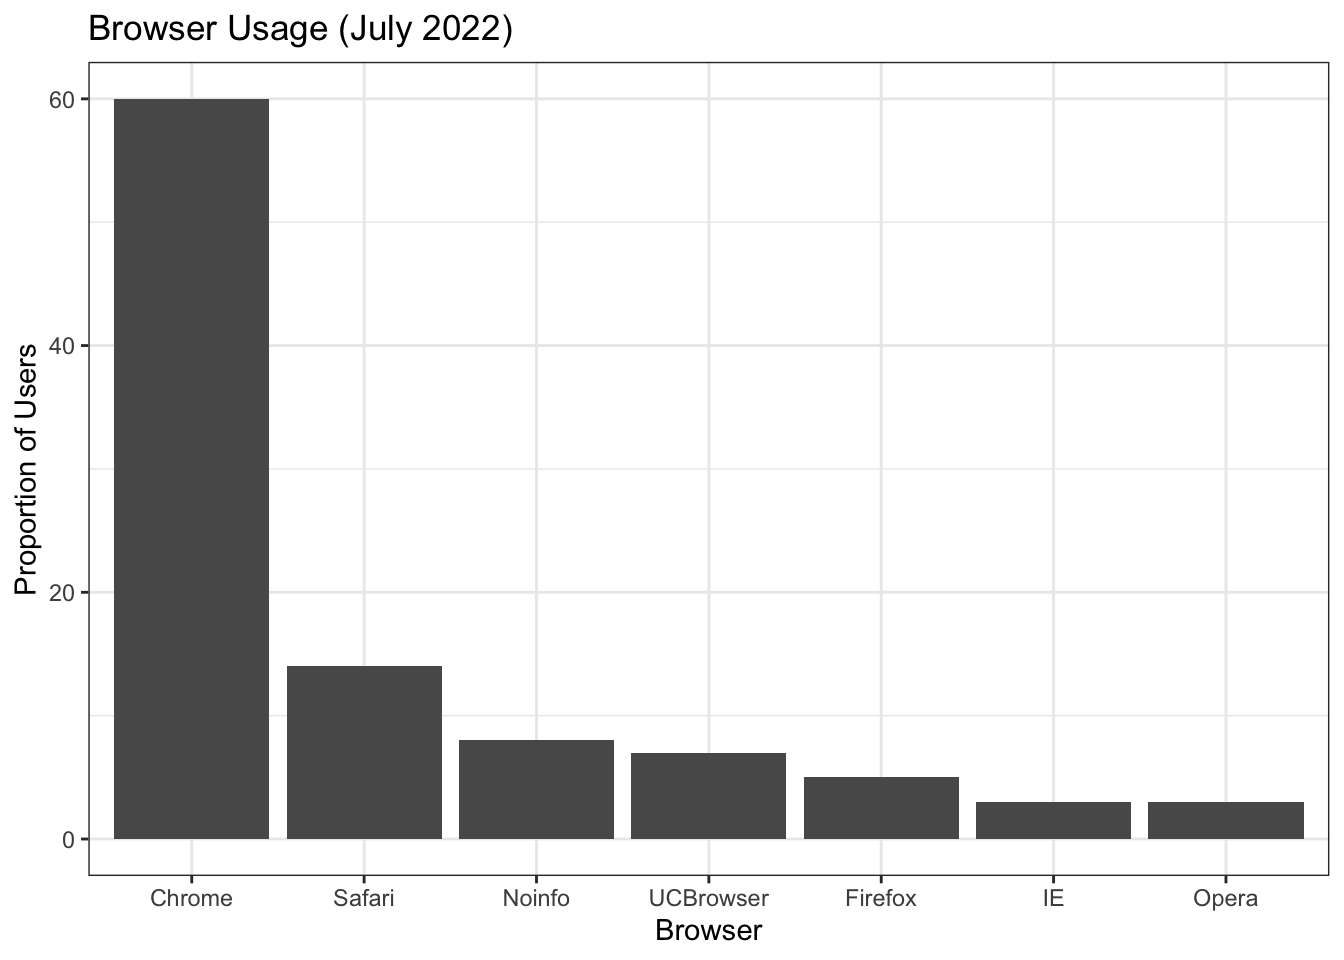 Browser Usage (July 2022)
Proportion of Users
60
40
20
0
Chrome Safari Noinfo UCBrowser Firefox IE Opera
Browser